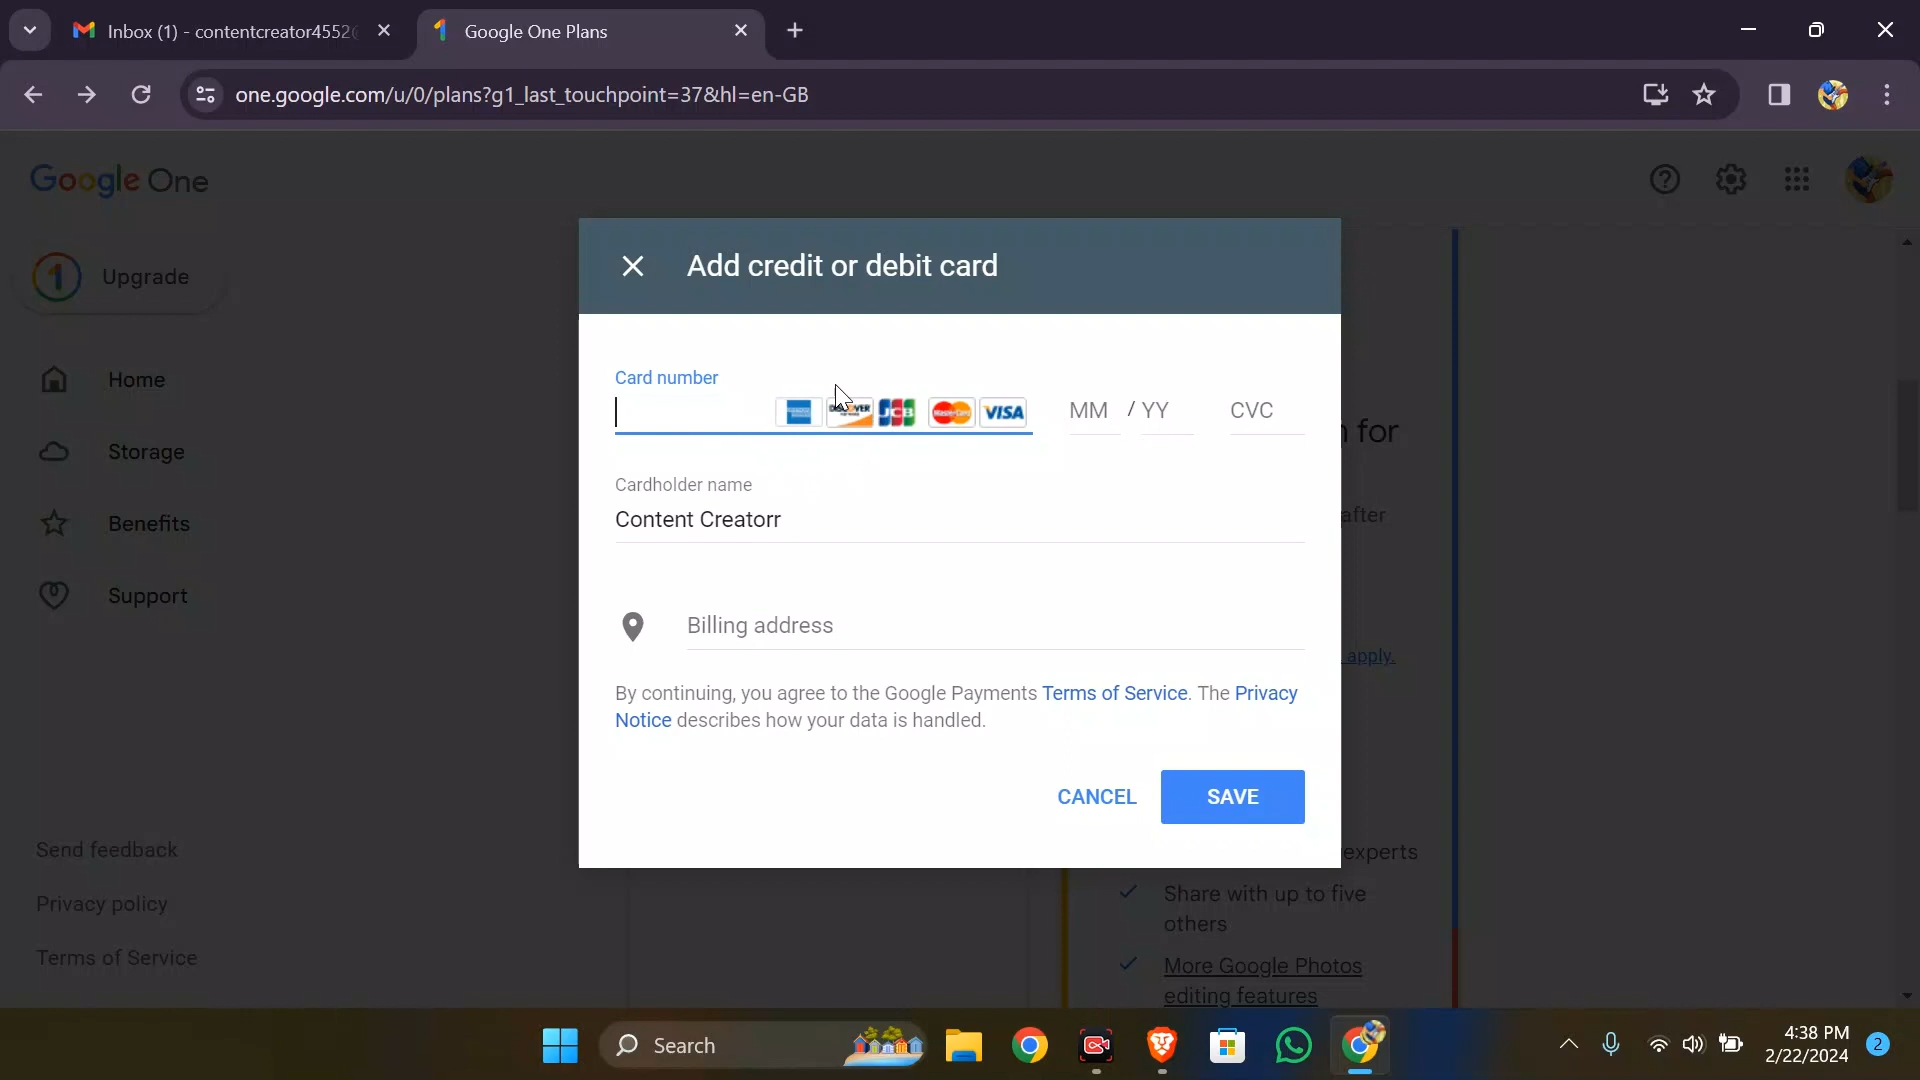 Inbox (1) - contentcreator4552
Google One Plans
one.google.com/u/0/plans?g1_last_touchpoint=37&hl=en-GB
Google One
Upgrade
Home
Storage
Benefits
Support
Send feedback
Privacy policy
Terms of Service
Add credit or debit card
Card number
DISCOVER JCB MasterCard VISA
MM / YY
CVC
Cardholder name
Content Creatorr
Billing address
By continuing, you agree to the Google Payments Terms of Service. The Privacy
Notice describes how your data is handled.
CANCEL
SAVE
for
after
apply.
experts
Share with up to five
others
More Google Photos
editing features
Search
4:38 PM
2/22/2024
2